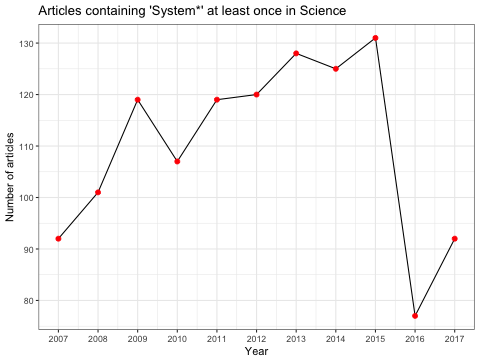 Articles containing 'System*' at least once in Science
Number of articles
130
120
110
100
90
80
2007 2008 2009 2010 2011 2012 2013 2014 2015 2016 2017
Year